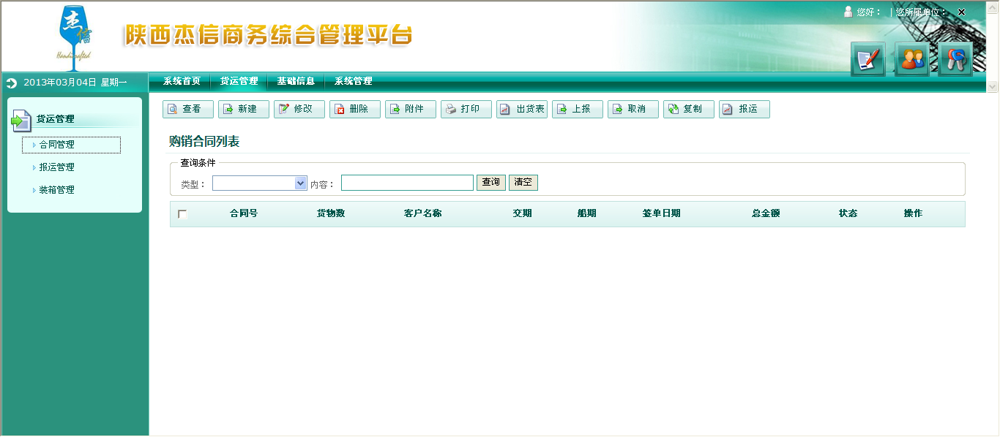 杰信
Handicrafted
陕西杰信商务综合管理平台
您好： | 您所属单位：
2013年03月04日 星期一
系统首页 货运管理 基础信息 系统管理
货运管理
合同管理
报运管理
装箱管理
查看 新建 修改 删除 附件 打印 出货表 上报 取消 复制 报运
购销合同列表
查询条件
类型： 内容： 查询 清空
合同号 货物数 客户名称 交期 船期 签单日期 总金额 状态 操作